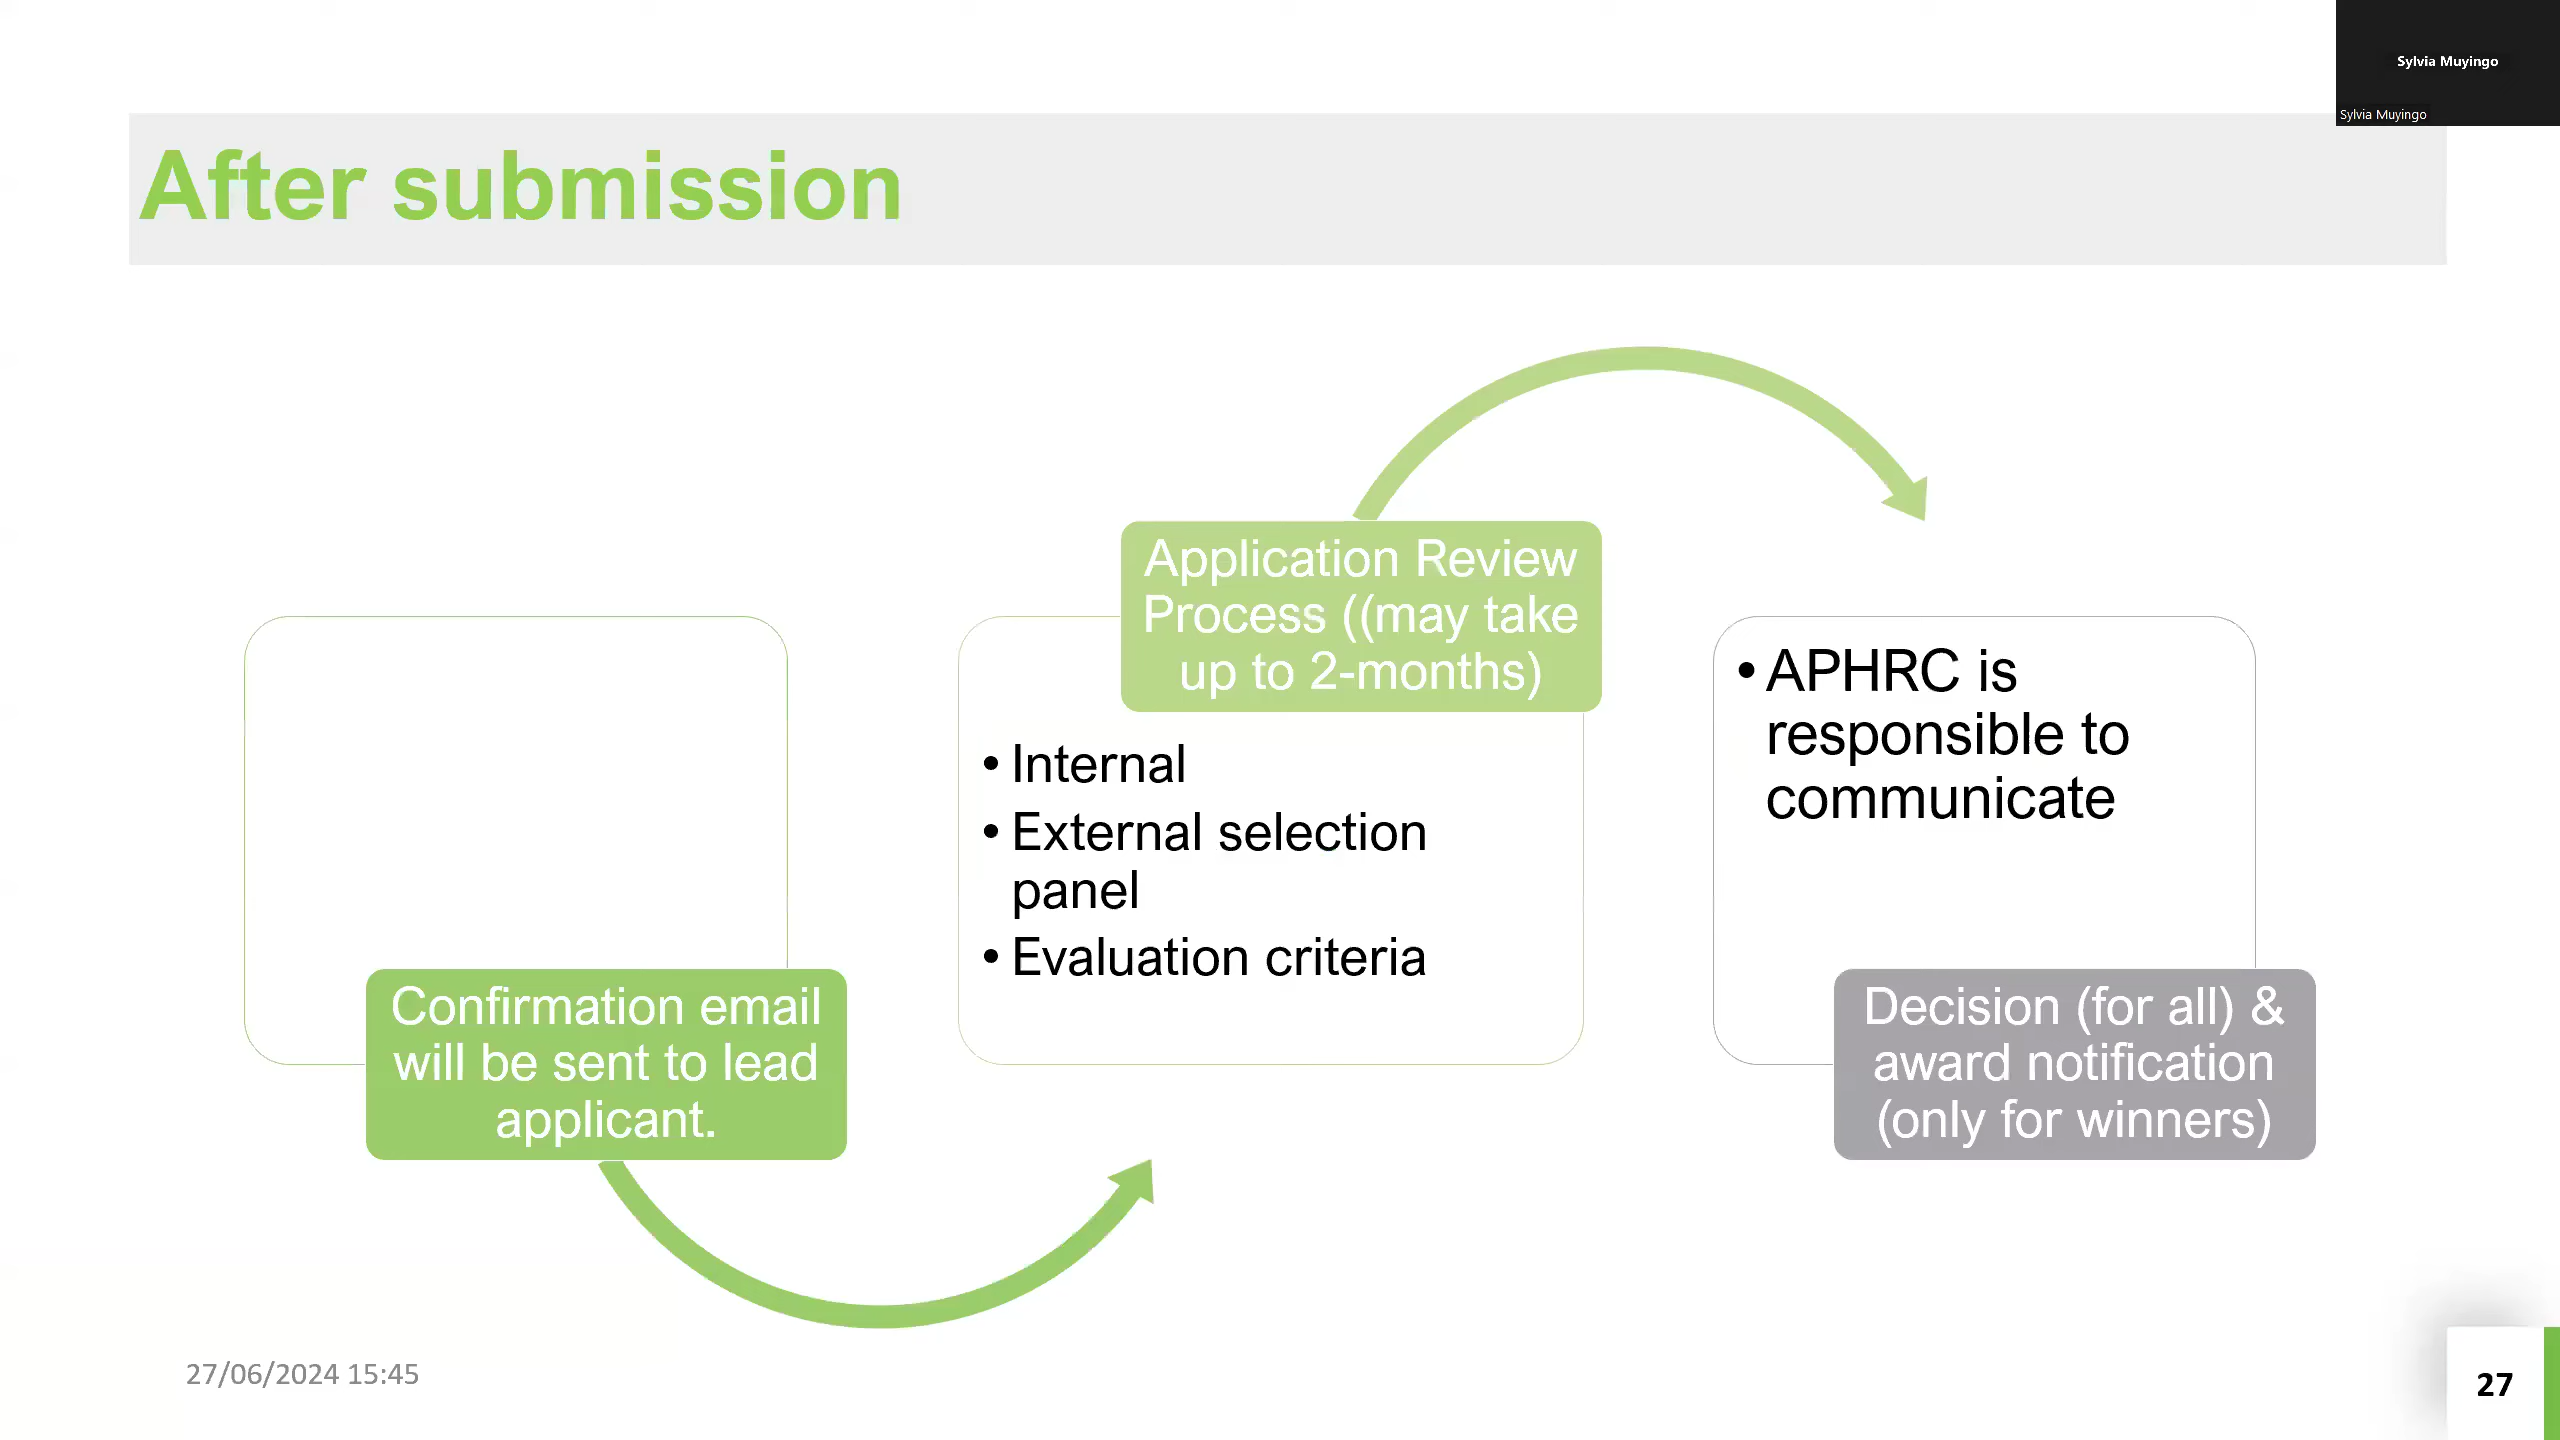 Sylvia Muyingo
Sylvia Muyingo
After submission
Confirmation email
will be sent to lead
applicant.
Application Review
Process ((may take
up to 2-months)
• Internal
• External selection
panel
• Evaluation criteria
• APHRC is
responsible to
communicate
Decision (for all) &
award notification
(only for winners)
27/06/2024 15:45
27